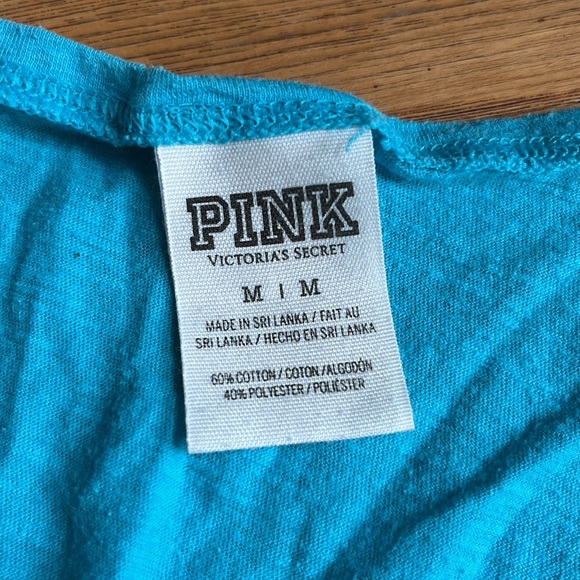 PINK
VICTORIA'S SECRET
M | M
MADE IN SRI LANKA / FAIT AU
SRI LANKA / HECHO EN SRI LANKA
60% COTTON / COTON / ALGODÓN
40% POLYESTER / POLIÉSTER